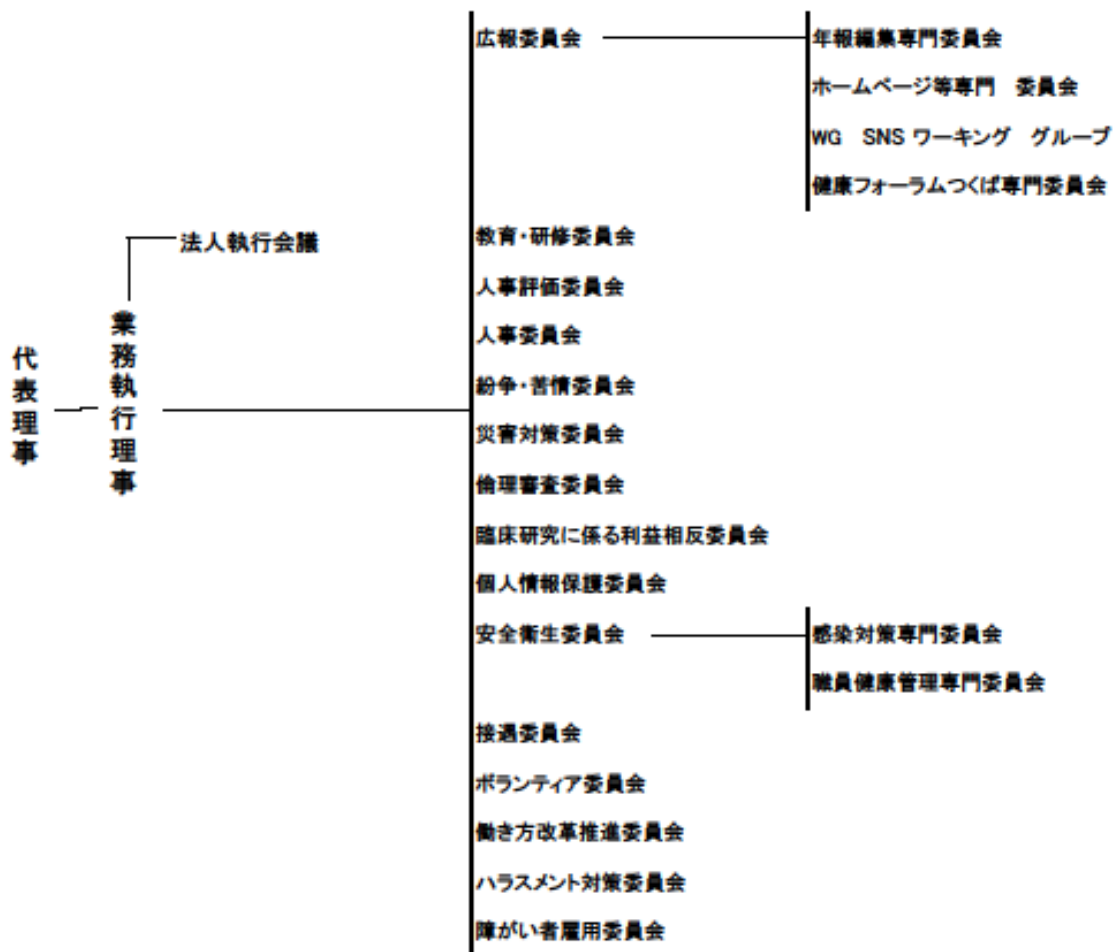 代表理事
業務執行理事
法人執行会議
広報委員会
年報編集専門委員会
ホームページ等専門　委員会
WG　SNS ワーキング　グループ
健康フォーラムつくば専門委員会
教育・研修委員会
人事評価委員会
人事委員会
紛争・苦情委員会
災害対策委員会
倫理審査委員会
臨床研究に係る利益相反委員会
個人情報保護委員会
安全衛生委員会
感染対策専門委員会
職員健康管理専門委員会
接遇委員会
ボランティア委員会
働き方改革推進委員会
ハラスメント対策委員会
障がい者雇用委員会